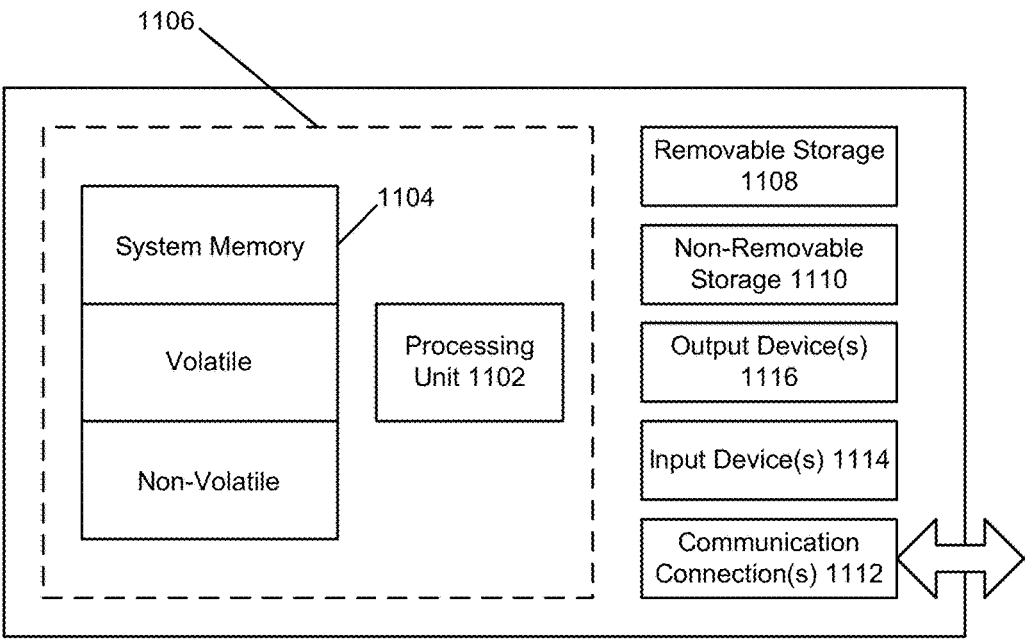 1106
1104
System Memory
Volatile
Non-Volatile
Processing
Unit 1102
Removable Storage
1108
Non-Removable
Storage 1110
Output Device(s)
1116
Input Device(s) 1114
Communication
Connection(s) 1112